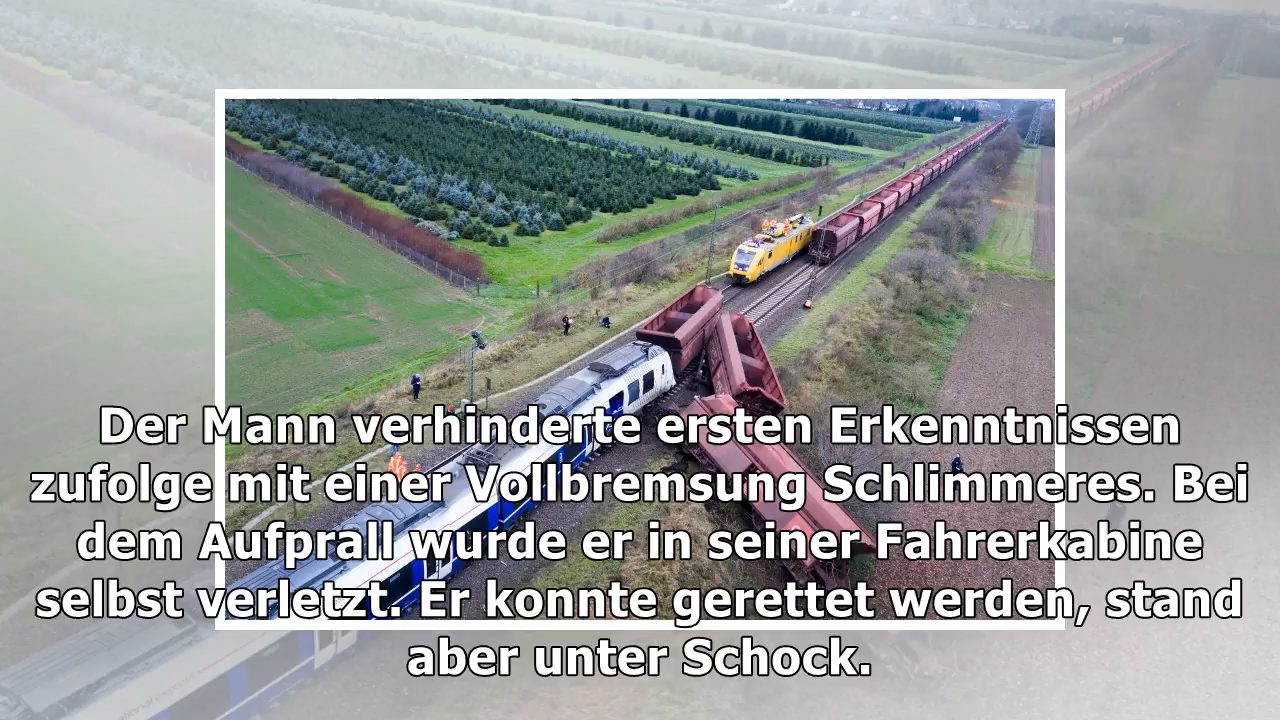 Der Mann verhinderte ersten Erkenntnissen
zufolge mit einer Vollbremsung Schlimmeres. Bei
dem Aufprall wurde er in seiner Fahrerkabine
selbst verletzt. Er konnte gerettet werden, stand
aber unter Schock.